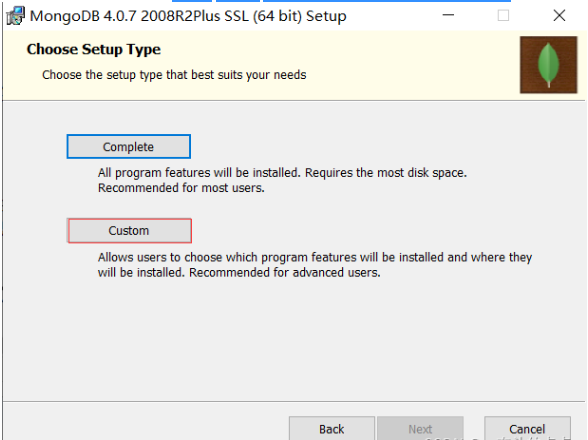 MongoDB 4.0.7 2008R2Plus SSL (64 bit) Setup
Choose Setup Type
Choose the setup type that best suits your needs
Complete
All program features will be installed. Requires the most disk space.
Recommended for most users.
Custom
Allows users to choose which program features will be installed and where they
will be installed. Recommended for advanced users.
Back Next Cancel